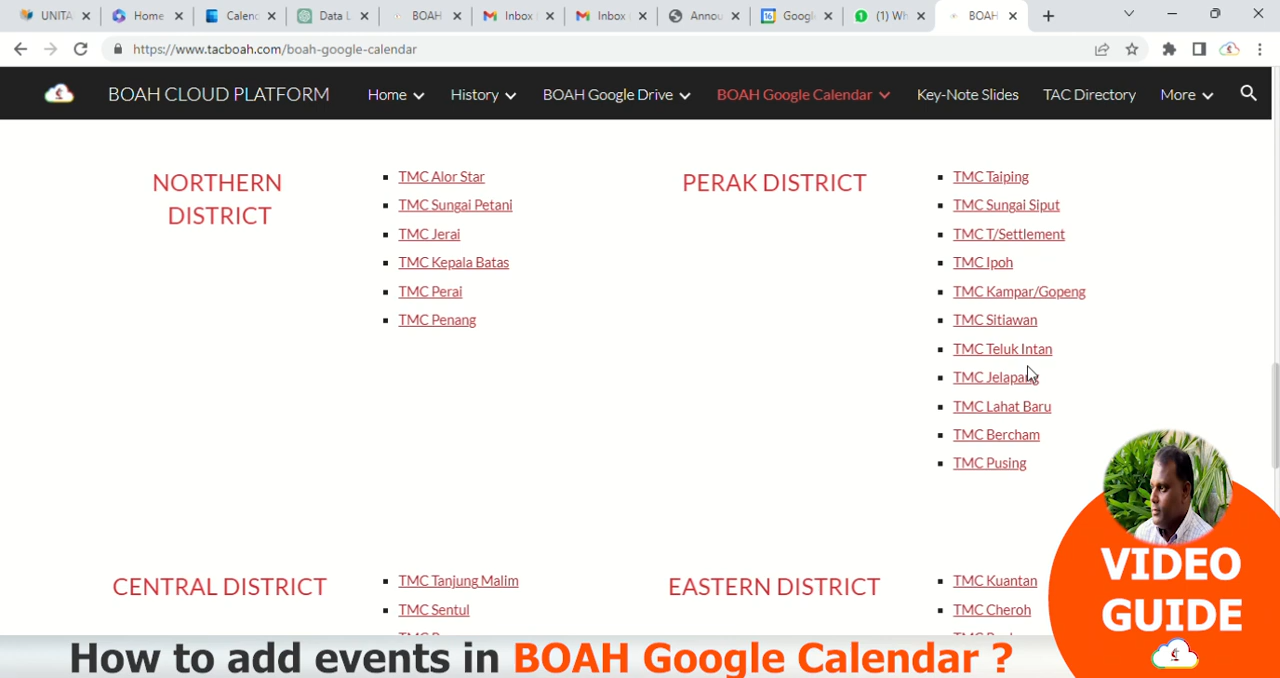 UNITA
Home
Calenc
Data L
BOAH
Inbox
Inbox
Annou
16
Google
(1) Wh
BOAH
https://www.tacboah.com/boah-google-calendar
BOAH CLOUD PLATFORM
Home
History
BOAH Google Drive
BOAH Google Calendar
Key-Note Slides
TAC Directory
More
NORTHERN
DISTRICT
TMC Alor Star
TMC Sungai Petani
TMC Jerai
TMC Kepala Batas
TMC Perai
TMC Penang
PERAK DISTRICT
TMC Taiping
TMC Sungai Siput
TMC T/Settlement
TMC Ipoh
TMC Kampar/Gopeng
TMC Sitiawan
TMC Teluk Intan
TMC Jelapang
TMC Lahat Baru
TMC Bercham
TMC Pusing
CENTRAL DISTRICT
TMC Tanjung Malim
TMC Sentul
EASTERN DISTRICT
TMC Kuantan
TMC Cheroh
VIDEO
GUIDE
How to add events in BOAH Google Calendar ?